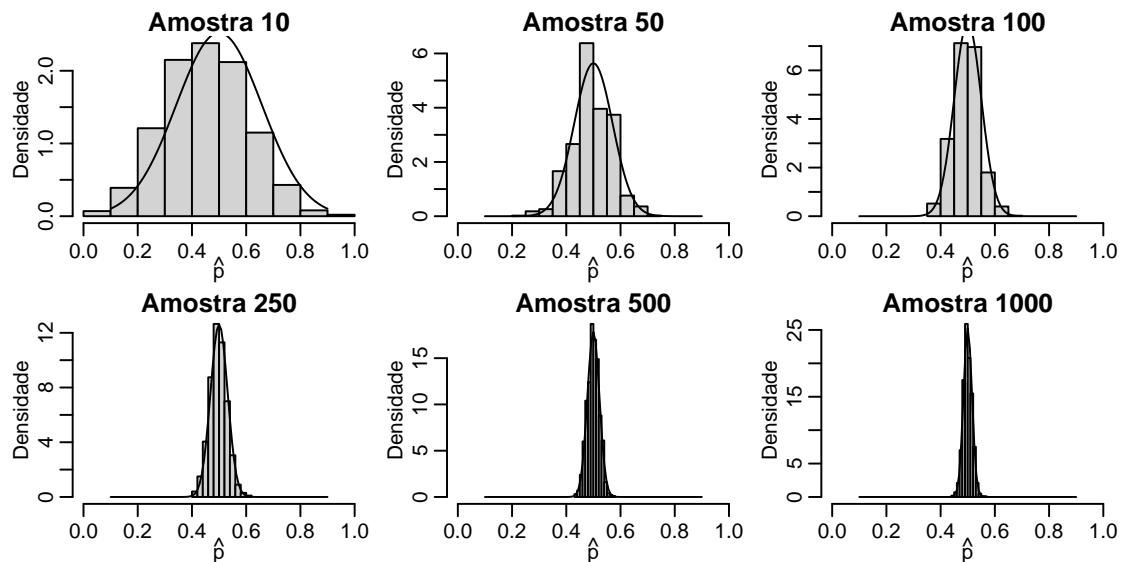 Amostra 10
Densidade
0.0 1.0 2.0
0.0 0.2 0.4 0.6 0.8 1.0
p̂
Amostra 50
Densidade
0 2 4 6
0.0 0.2 0.4 0.6 0.8 1.0
p̂
Amostra 100
Densidade
0 2 4 6
0.0 0.2 0.4 0.6 0.8 1.0
p̂
Amostra 250
Densidade
0 4 8 12
0.0 0.2 0.4 0.6 0.8 1.0
p̂
Amostra 500
Densidade
0 5 10 15
0.0 0.2 0.4 0.6 0.8 1.0
p̂
Amostra 1000
Densidade
0 5 15 25
0.0 0.2 0.4 0.6 0.8 1.0
p̂